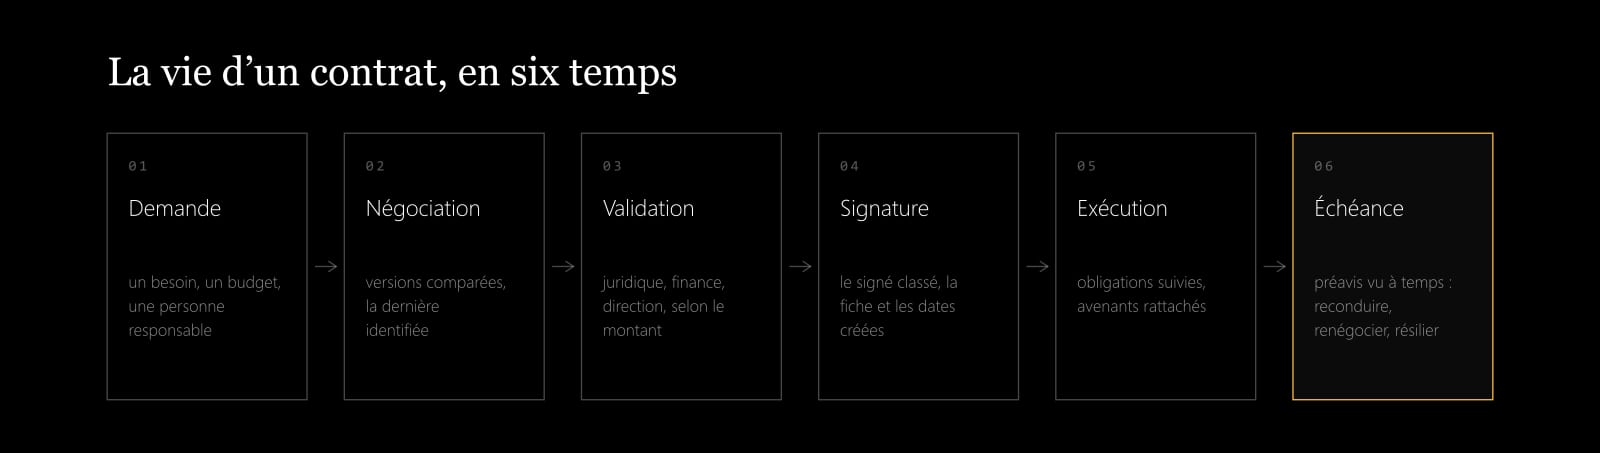 La vie d’un contrat, en six temps
01
Demande
un besoin, un budget,
une personne
responsable
02
Négociation
versions comparées,
la dernière
identifiée
03
Validation
juridique, finance,
direction, selon le
montant
04
Signature
le signé classé, la
fiche et les dates
créées
05
Exécution
obligations suivies,
avenants rattachés
06
Échéance
préavis vu à temps :
reconduire,
renégocier, résilier